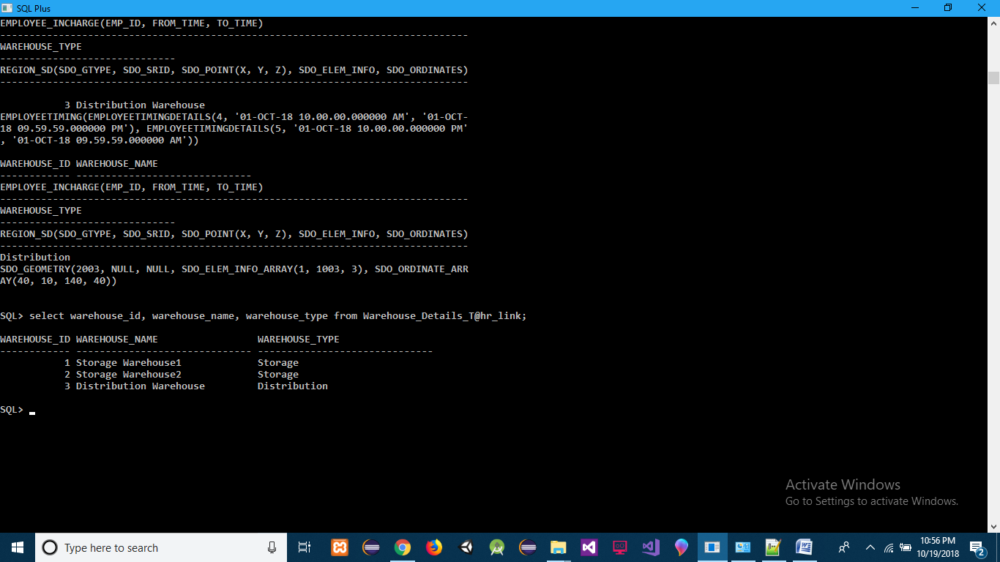 SQL Plus
EMPLOYEE_INCHARGE(EMP_ID, FROM_TIME, TO_TIME)
--------------------------------------------------------------------------------
WAREHOUSE_TYPE
------------------------------
REGION_SD(SDO_GTYPE, SDO_SRID, SDO_POINT(X, Y, Z), SDO_ELEM_INFO, SDO_ORDINATES)
--------------------------------------------------------------------------------
3 Distribution Warehouse
EMPLOYEETIMING(EMPLOYEETIMINGDETAILS(4, '01-OCT-18 10.00.00.000000 AM', '01-OCT-
18 09.59.59.000000 PM'), EMPLOYEETIMINGDETAILS(5, '01-OCT-18 10.00.00.000000 PM'
, '01-OCT-18 09.59.59.000000 AM'))
WAREHOUSE_ID WAREHOUSE_NAME
------------ ------------------------------
EMPLOYEE_INCHARGE(EMP_ID, FROM_TIME, TO_TIME)
--------------------------------------------------------------------------------
WAREHOUSE_TYPE
------------------------------
REGION_SD(SDO_GTYPE, SDO_SRID, SDO_POINT(X, Y, Z), SDO_ELEM_INFO, SDO_ORDINATES)
--------------------------------------------------------------------------------
Distribution
SDO_GEOMETRY(2003, NULL, NULL, SDO_ELEM_INFO_ARRAY(1, 1003, 3), SDO_ORDINATE_ARR
AY(40, 10, 140, 40))
SQL> select warehouse_id, warehouse_name, warehouse_type from Warehouse_Details_T@hr_link;
WAREHOUSE_ID WAREHOUSE_NAME                 WAREHOUSE_TYPE
------------ ------------------------------ ------------------------------
1 Storage Warehouse1             Storage
2 Storage Warehouse2             Storage
3 Distribution Warehouse         Distribution
SQL>
Activate Windows
Go to Settings to activate Windows.
Type here to search
10:56 PM
10/19/2018
2